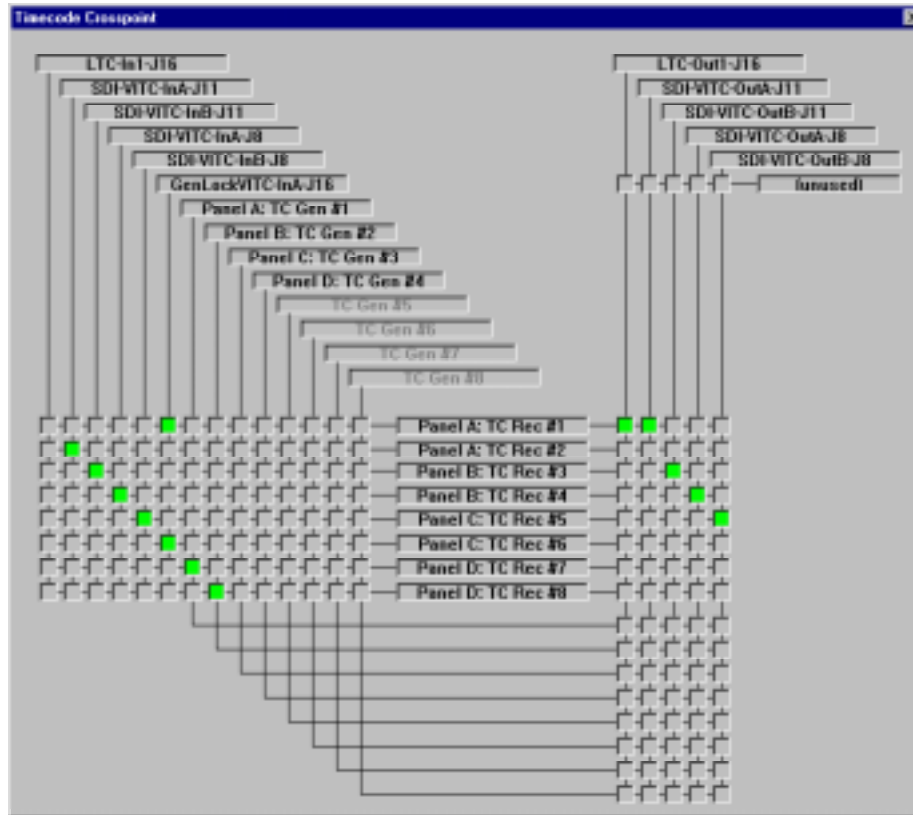 Timecode Crosspoint
LTC-In1-J16
SDI-VITC-InA-J11
SDI-VITC-InB-J11
SDI-VITC-InA-J8
SDI-VITC-InB-J8
GenLockVITC-InA-J16
Panel A: TC Gen #1
Panel B: TC Gen #2
Panel C: TC Gen #3
Panel D: TC Gen #4
TC Gen #5
TC Gen #6
TC Gen #7
TC Gen #8
LTC-Out1-J16
SDI-VITC-OutA-J11
SDI-VITC-OutB-J11
SDI-VITC-OutA-J8
SDI-VITC-OutB-J8
(unused)
Panel A: TC Rec #1
Panel A: TC Rec #2
Panel B: TC Rec #3
Panel B: TC Rec #4
Panel C: TC Rec #5
Panel C: TC Rec #6
Panel D: TC Rec #7
Panel D: TC Rec #8